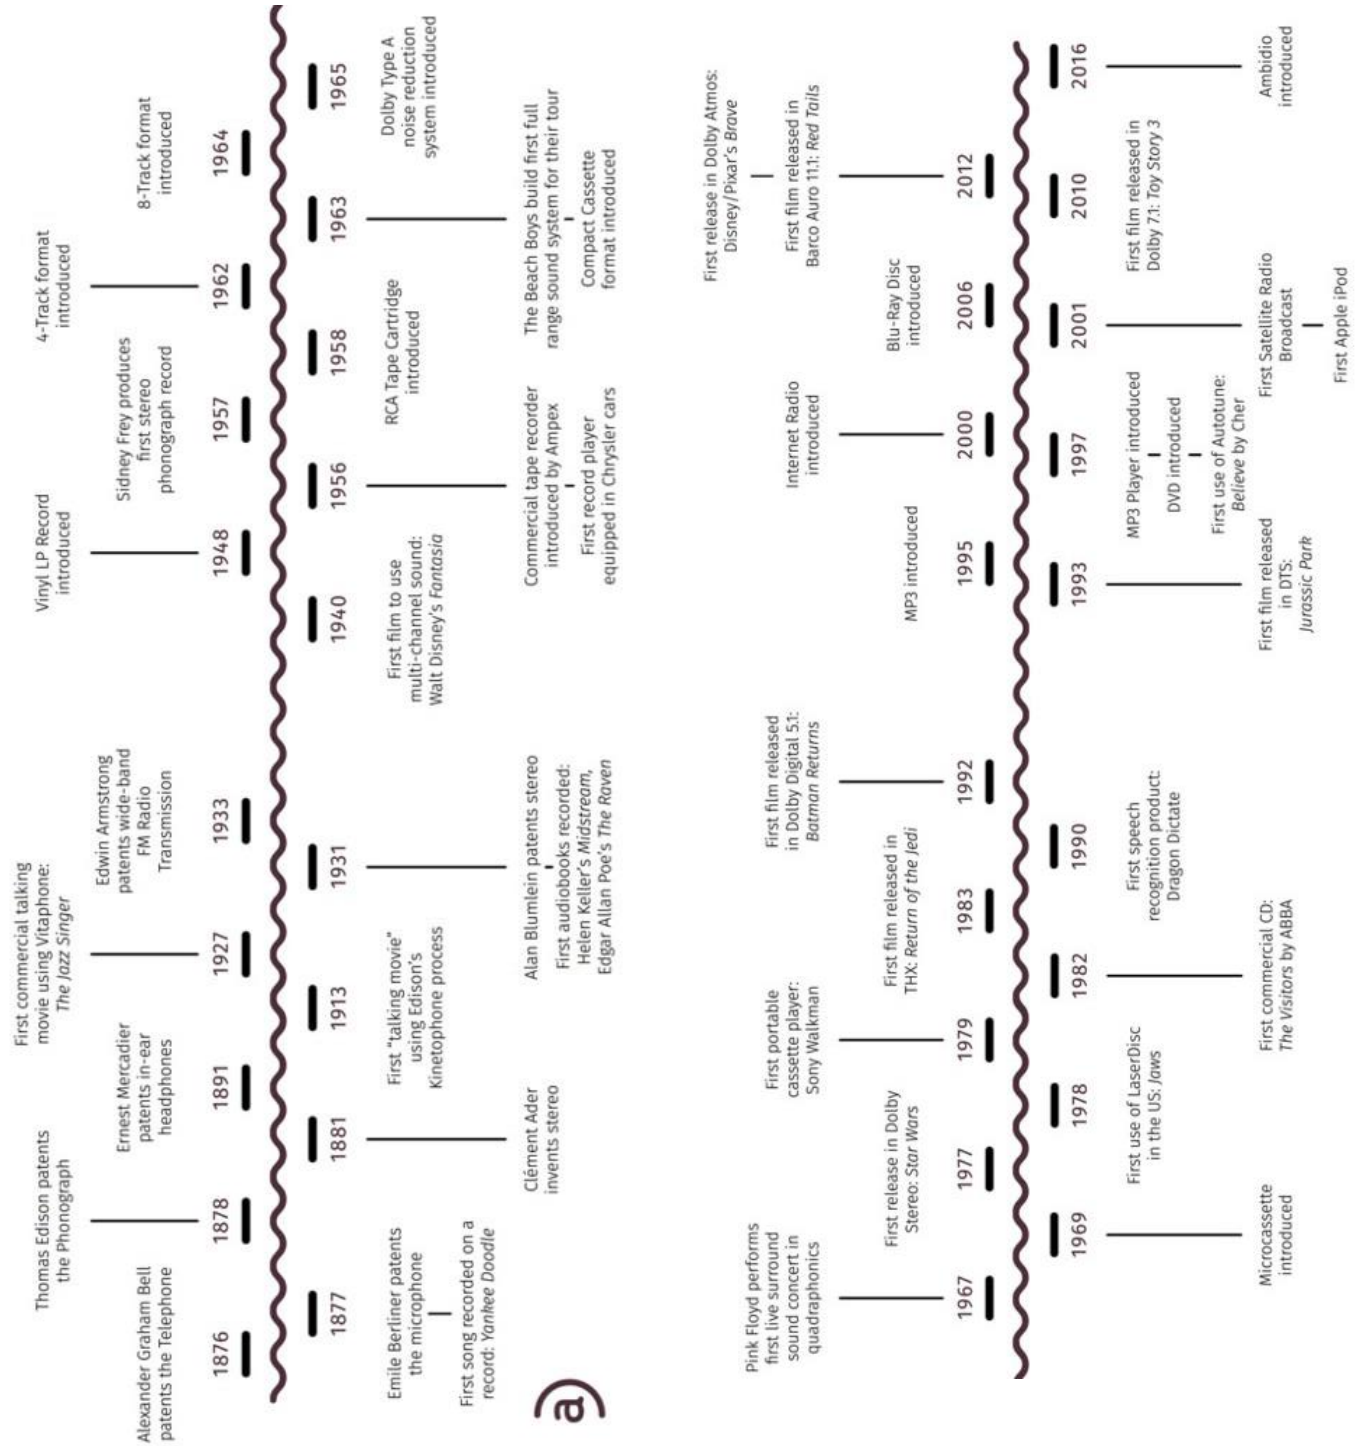 Alexander Graham Bell
patents the Telephone
1876
1877
Emile Berliner patents
the microphone
First song recorded on a
record: Yankee Doodle
Thomas Edison patents
the Phonograph
1878
1881
Clément Ader
invents stereo
Ernest Mercadier
patents in-ear
headphones
1891
1913
First “talking movie”
using Edison's
Kinetophone process
First commercial talking
movie using Vitaphone:
The Jazz Singer
1927
1931
Alan Blumlein patents stereo
First audiobooks recorded:
Helen Keller's Midstream,
Edgar Allan Poe's The Raven
Edwin Armstrong
patents wide-band
FM Radio
Transmission
1933
1940
First film to use
multi-channel sound:
Walt Disney's Fantasia
Vinyl LP Record
introduced
1948
1956
Commercial tape recorder
introduced by Ampex
First record player
equipped in Chrysler cars
Sidney Frey produces
first stereo
phonograph record
1957
1958
RCA Tape Cartridge
introduced
4-Track format
introduced
1962
1963
The Beach Boys build first full
range sound system for their tour
Compact Cassette
format introduced
8-Track format
introduced
1964
1965
Dolby Type A
noise reduction
system introduced
a
Pink Floyd performs
first live surround
sound concert in
quadraphonics
1967
1969
Microcassette
introduced
First release in Dolby
Stereo: Star Wars
1977
1978
First use of LaserDisc
in the US: Jaws
First portable
cassette player:
Sony Walkman
1979
1982
First commercial CD:
The Visitors by ABBA
First film released in
THX: Return of the Jedi
1983
1990
First speech
recognition product:
Dragon Dictate
First film released
in Dolby Digital 5.1:
Batman Returns
1992
1993
First film released
in DTS:
Jurassic Park
MP3 introduced
1995
1997
MP3 Player introduced
DVD introduced
First use of Autotune:
Believe by Cher
Internet Radio
introduced
2000
2001
First Satellite Radio
Broadcast
First Apple iPod
Blu-Ray Disc
introduced
2006
2010
First film released in
Dolby 7.1: Toy Story 3
First release in Dolby Atmos:
Disney/Pixar's Brave
First film released in
Barco Auro 11.1: Red Tails
2012
2016
Ambidio
introduced